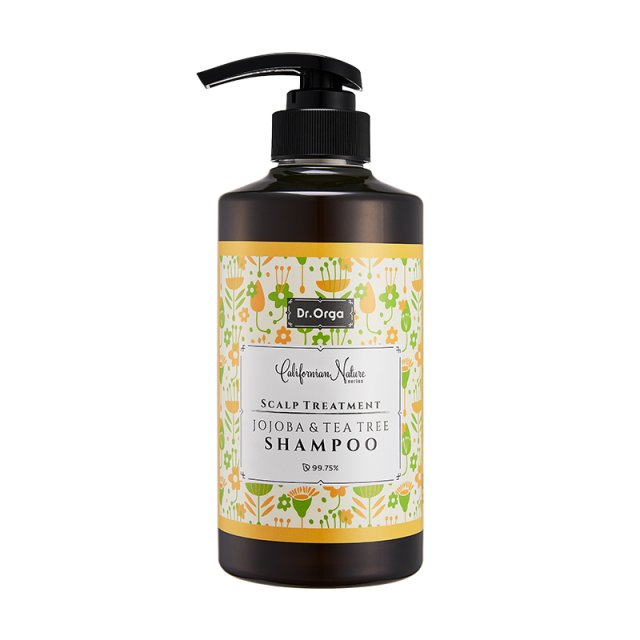 Dr.Orga
Californian Nature
series
SCALP TREATMENT
JOJOBA & TEA TREE
SHAMPOO
99.75%